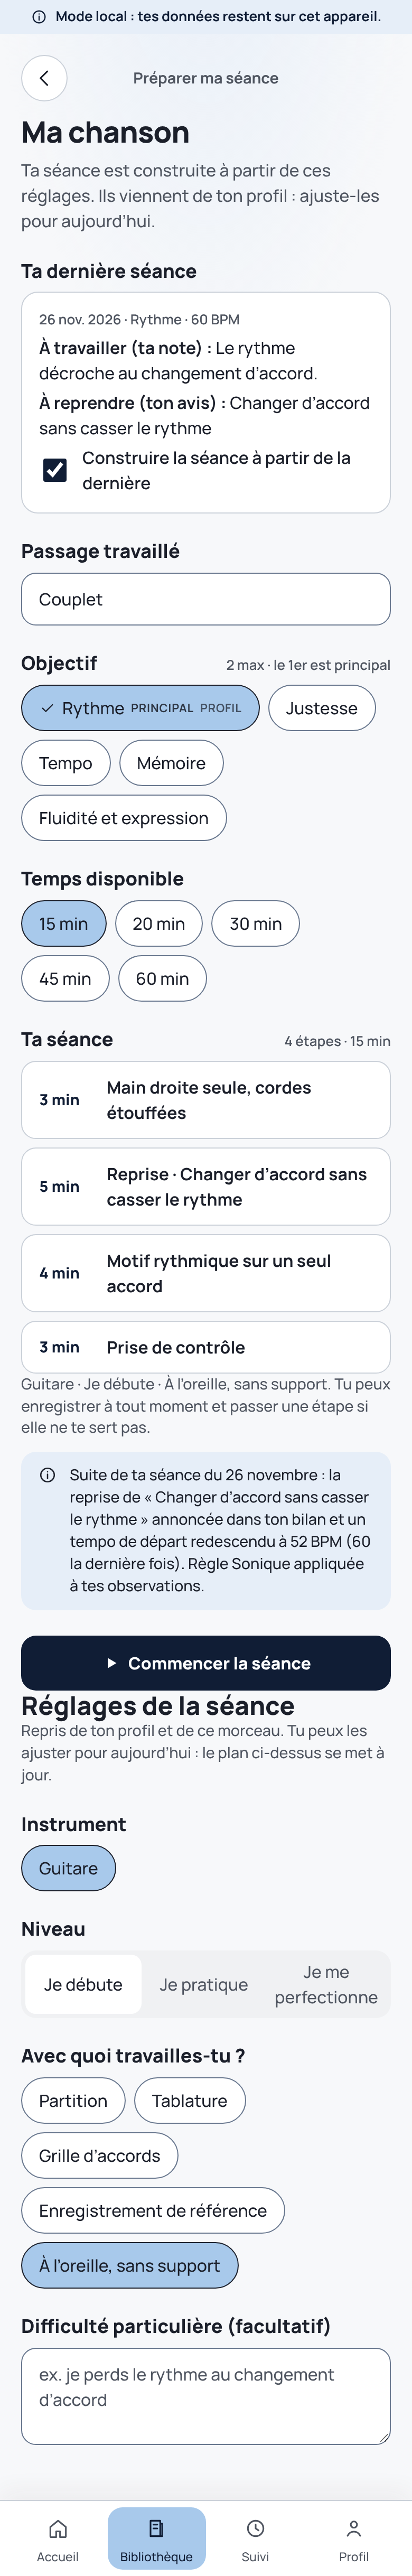 Mode local : tes données restent sur cet appareil.
Préparer ma séance
Ma chanson
Ta séance est construite à partir de ces
réglages. Ils viennent de ton profil : ajuste-les
pour aujourd’hui.
Ta dernière séance
26 nov. 2026 · Rythme · 60 BPM
À travailler (ta note) : Le rythme
décroche au changement d’accord.
À reprendre (ton avis) : Changer d’accord
sans casser le rythme
Construire la séance à partir de la
dernière
Passage travaillé
Couplet
Objectif 2 max · le 1er est principal
Rythme PRINCIPAL PROFIL Justesse
Tempo Mémoire
Fluidité et expression
Temps disponible
15 min 20 min 30 min
45 min 60 min
Ta séance 4 étapes · 15 min
3 min Main droite seule, cordes
étouffées
5 min Reprise · Changer d’accord sans
casser le rythme
4 min Motif rythmique sur un seul
accord
3 min Prise de contrôle
Guitare · Je débute · À l’oreille, sans support. Tu peux
enregistrer à tout moment et passer une étape si
elle ne te sert pas.
Suite de ta séance du 26 novembre : la
reprise de « Changer d’accord sans casser
le rythme » annoncée dans ton bilan et un
tempo de départ redescendu à 52 BPM (60
la dernière fois). Règle Sonique appliquée
à tes observations.
Commencer la séance
Réglages de la séance
Repris de ton profil et de ce morceau. Tu peux les
ajuster pour aujourd’hui : le plan ci-dessus se met à
jour.
Instrument
Guitare
Niveau
Je débute Je pratique Je me
perfectionne
Avec quoi travailles-tu ?
Partition Tablature
Grille d’accords
Enregistrement de référence
À l’oreille, sans support
Difficulté particulière (facultatif)
ex. je perds le rythme au changement
d’accord
Accueil Bibliothèque Suivi Profil